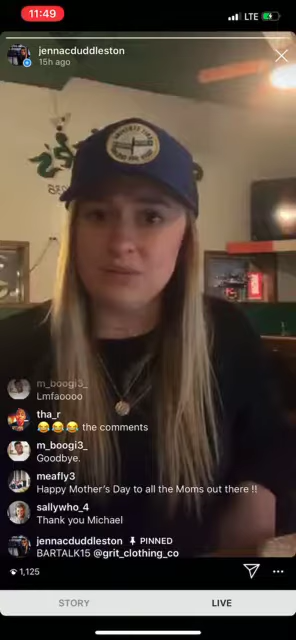 11:49
LTE
jennacduddleston
15h ago
m_boogi3_
Lmfaoooo
tha_r
😂😂😂 the comments
m_boogi3_
Goodbye.
meafly3
Happy Mother's Day to all the Moms out there !!
sallywho_4
Thank you Michael
jennacduddleston PINNED
BARTALK15 @grit_clothing_co
1,125
STORY
LIVE